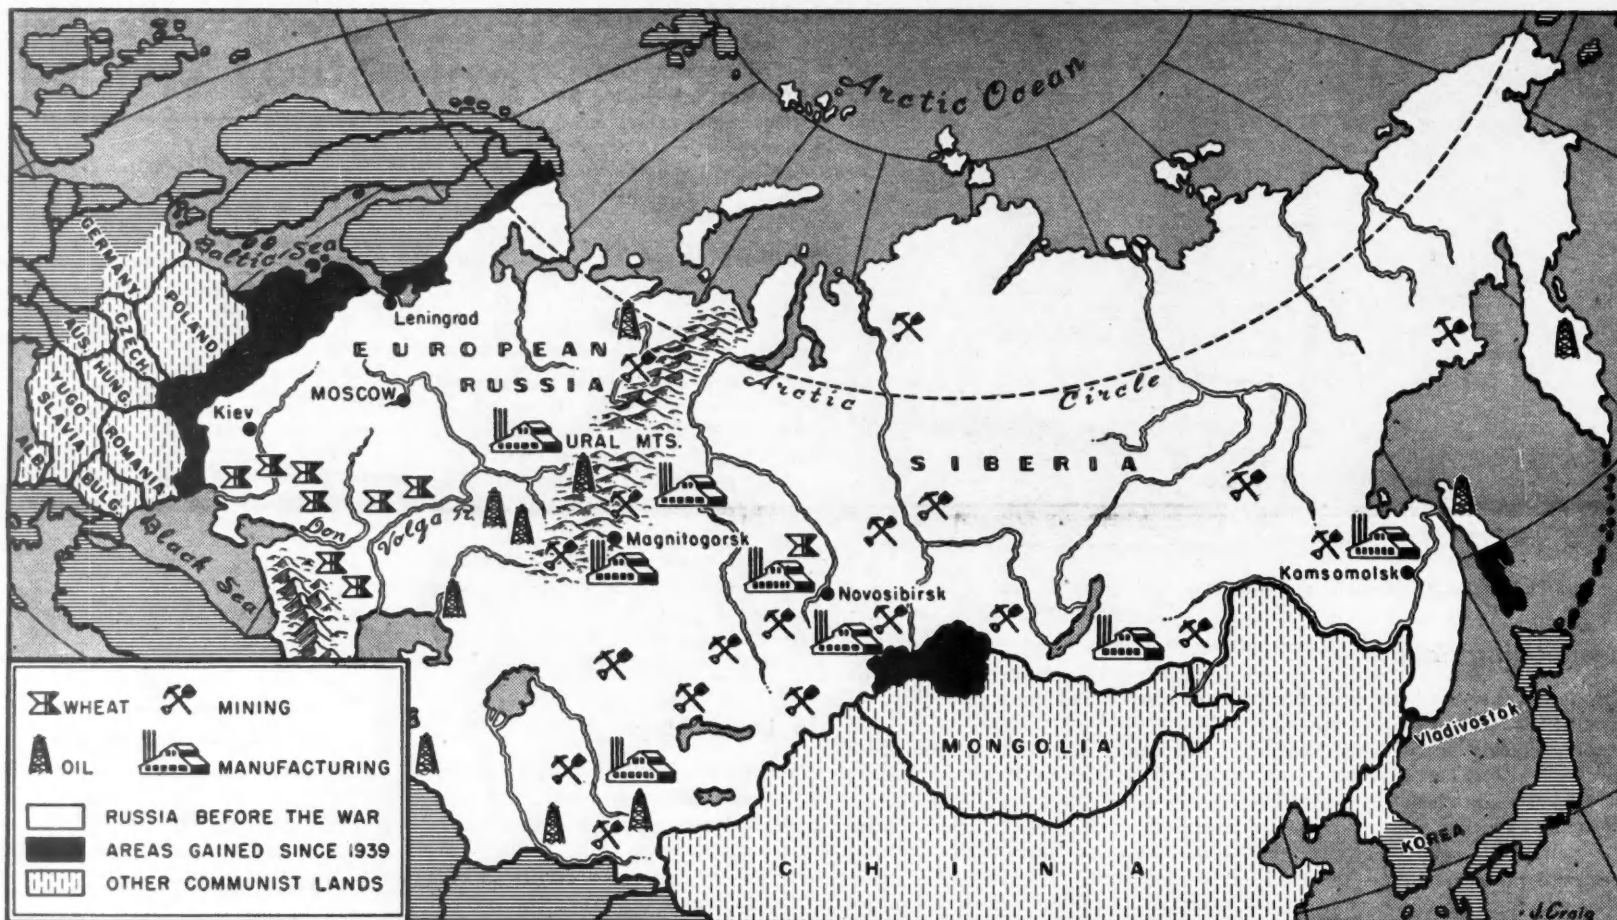 Arctic Ocean
Baltic Sea
GERMANY
POLAND
CZECH.
AUS.
HUNG.
YUGO-
SLAVIA
ROMANIA
BULG.
ALB.
Leningrad
EUROPEAN
RUSSIA
MOSCOW
Kiev
URAL MTS.
Arctic Circle
SIBERIA
Don
Volga R.
Black Sea
Magnitogorsk
Novosibirsk
Komsomolsk
Vladivostok
MONGOLIA
CHINA
KOREA
WHEAT MINING
OIL MANUFACTURING
RUSSIA BEFORE THE WAR
AREAS GAINED SINCE 1939
OTHER COMMUNIST LANDS
J. Craig